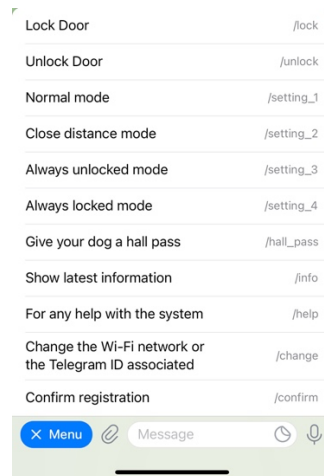 Lock Door /lock
Unlock Door /unlock
Normal mode /setting_1
Close distance mode /setting_2
Always unlocked mode /setting_3
Always locked mode /setting_4
Give your dog a hall pass /hall_pass
Show latest information /info
For any help with the system /help
Change the Wi-Fi network or
the Telegram ID associated /change
Confirm registration /confirm
Menu Message